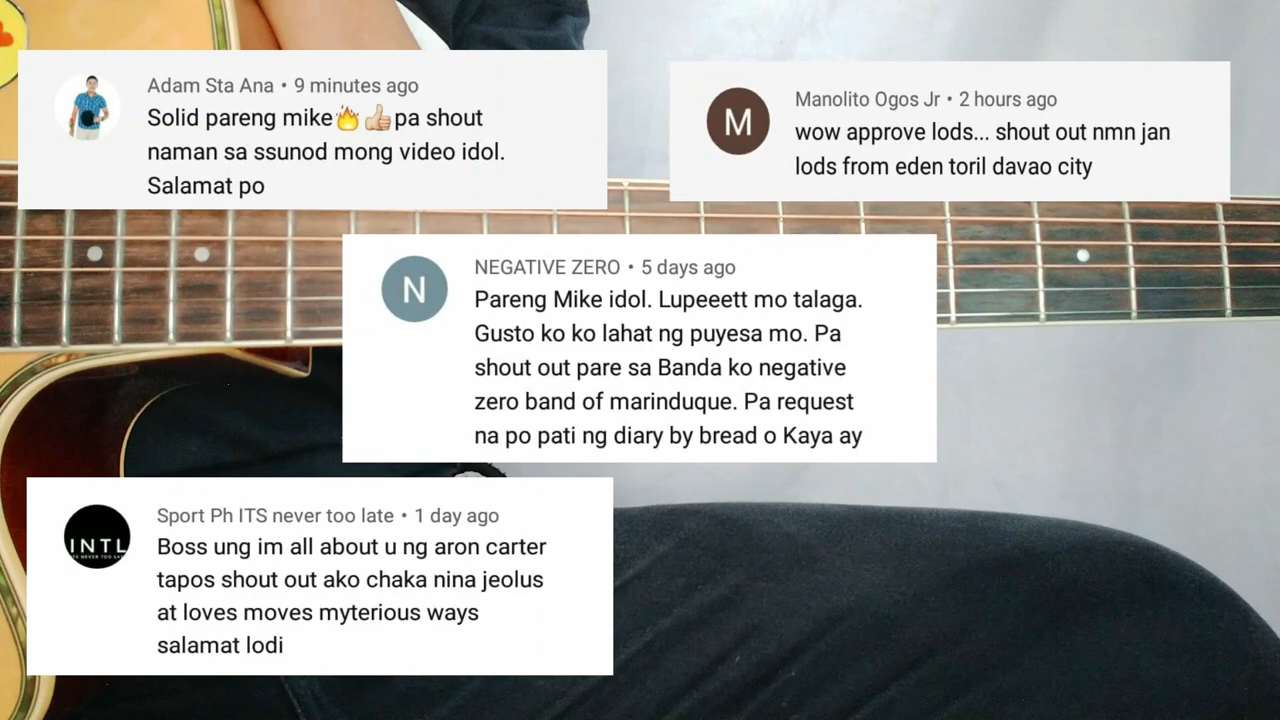 Adam Sta Ana • 9 minutes ago
Solid pareng mike🔥👍pa shout
naman sa ssunod mong video idol.
Salamat po
M
Manolito Ogos Jr • 2 hours ago
wow approve lods... shout out nmn jan
lods from eden toril davao city
N
NEGATIVE ZERO • 5 days ago
Pareng Mike idol. Lupeeett mo talaga.
Gusto ko ko lahat ng puyesa mo. Pa
shout out pare sa Banda ko negative
zero band of marinduque. Pa request
na po pati ng diary by bread o Kaya ay
INTL
Sport Ph ITS never too late • 1 day ago
Boss ung im all about u ng aron carter
tapos shout out ako chaka nina jeolus
at loves moves myterious ways
salamat lodi